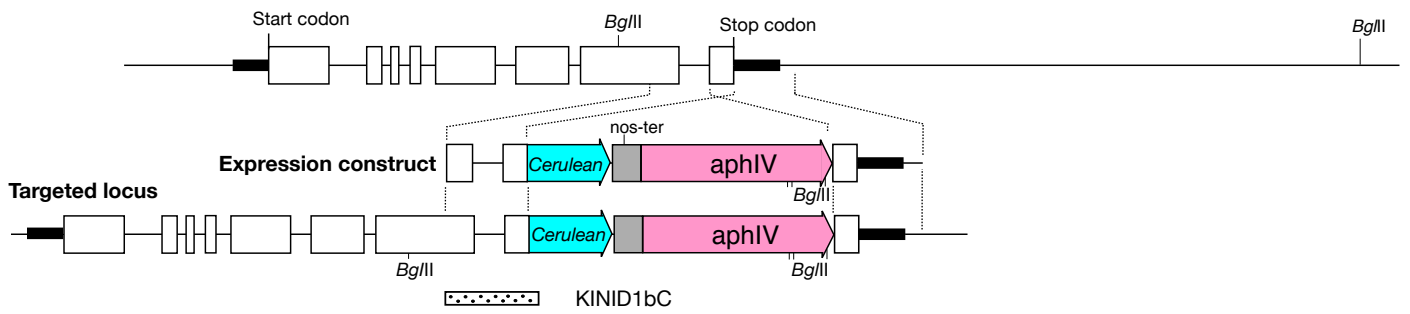 Start codon
BglII
Stop codon
BglII
nos-ter
Expression construct
Cerulean
aphIV
BglII
Targeted locus
Cerulean
aphIV
BglII
BglII
KINID1bC